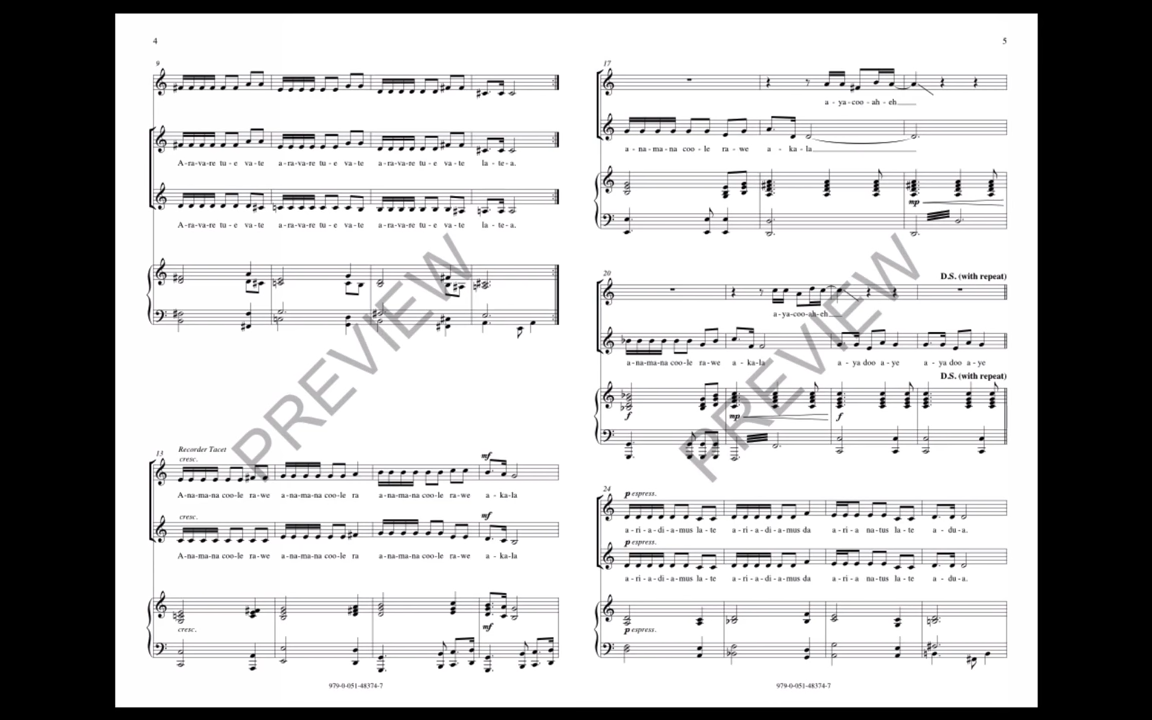 4
9
A-ra-va-re tu-e va-te a-ra-va-re tu-e va-te a-ra-va-re tu-e va-te la-te-a.
A-ra-va-re tu-e va-te a-ra-va-re tu-e va-te a-ra-va-re tu-e va-te la-te-a.
13
Recorder Tacet
cresc.
mf
A-na-ma-na coo-le ra-we a-na-ma-na coo-le ra a-na-ma-na coo-le ra-we a-ka-la
cresc.
mf
A-na-ma-na coo-le ra-we a-na-ma-na coo-le ra a-na-ma-na coo-le ra-we a-ka-la
cresc.
mf
979-0-051-48374-7
5
17
a-ya-coo-ah-eh
a-na-ma-na coo-le ra-we a-ka-la
mp
20
D.S. (with repeat)
a-ya-coo-ah-eh
a-na-ma-na coo-le ra-we a-ka-la a-ya doo a-ye a-ya doo a-ye
D.S. (with repeat)
f
mp
f
24
p espress.
a-ri-a-di-a-mus la-te a-ri-a-di-a-mus da a-ri-a na-tus la-te a-du-a.
p espress.
a-ri-a-di-a-mus la-te a-ri-a-di-a-mus da a-ri-a na-tus la-te a-du-a.
p espress.
979-0-051-48374-7
PREVIEW
PREVIEW